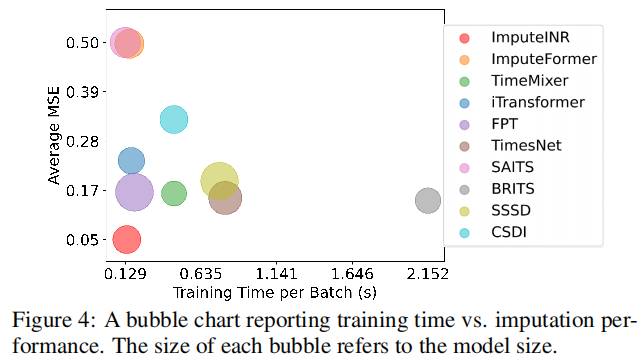 0.50
0.39
0.28
0.17
0.05
Average MSE
0.129 0.635 1.141 1.646 2.152
Training Time per Batch (s)
ImputeINR
ImputeFormer
TimeMixer
iTransformer
FPT
TimesNet
SAITS
BRITS
SSSD
CSDI
Figure 4: A bubble chart reporting training time vs. imputation per-
formance. The size of each bubble refers to the model size.